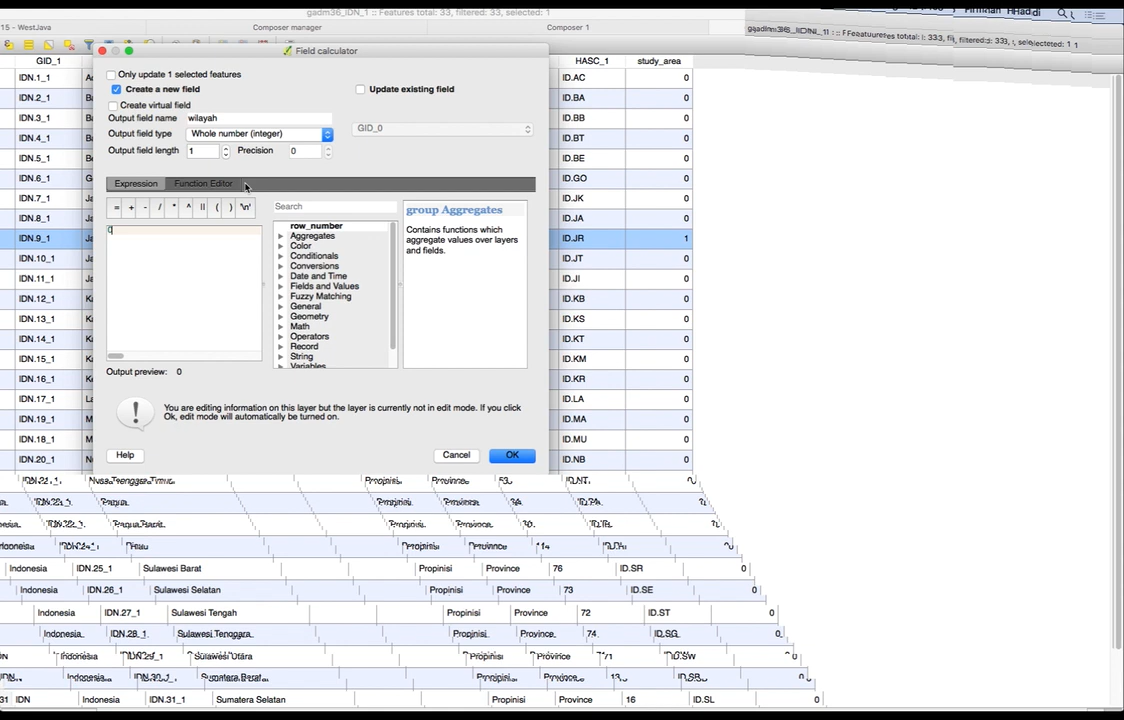 gadm36_IDN_1 :: Features total: 33, filtered: 33, selected: 1
15 - WestJava
Composer manager
Composer 1
Field calculator
GID_1
HASC_1
study_area
Only update 1 selected features
Create a new field
Update existing field
Create virtual field
Output field name
wilayah
Output field type
Whole number (integer)
GID_0
Output field length
1
Precision
0
Expression
Function Editor
= + - / * ^ || ( ) '\n'
Search
group Aggregates
0
row_number
Aggregates
Color
Conditionals
Conversions
Date and Time
Fields and Values
Fuzzy Matching
General
Geometry
Math
Operators
Record
String
Variables
Contains functions which
aggregate values over layers
and fields.
Output preview: 0
You are editing information on this layer but the layer is currently not in edit mode. If you click
Ok, edit mode will automatically be turned on.
Help
Cancel
OK
IDN.1_1 ID.AC 0
IDN.2_1 ID.BA 0
IDN.3_1 ID.BB 0
IDN.4_1 ID.BT 0
IDN.5_1 ID.BE 0
IDN.6_1 ID.GO 0
IDN.7_1 ID.JK 0
IDN.8_1 ID.JA 0
IDN.9_1 ID.JR 1
IDN.10_1 ID.JT 0
IDN.11_1 ID.JI 0
IDN.12_1 ID.KB 0
IDN.13_1 ID.KS 0
IDN.14_1 ID.KT 0
IDN.15_1 ID.KM 0
IDN.16_1 ID.KR 0
IDN.17_1 ID.LA 0
IDN.19_1 ID.MA 0
IDN.18_1 ID.MU 0
IDN.20_1 ID.NB 0
Indonesia IDN.25_1 Sulawesi Barat Propinisi Province 76 ID.SR 0
Indonesia IDN.26_1 Sulawesi Selatan Propinisi Province 73 ID.SE 0
Indonesia IDN.27_1 Sulawesi Tengah Propinisi Province 72 ID.ST 0
Indonesia IDN.28_1 Sulawesi Tenggara Propinisi Province 74 ID.SG 0
31 IDN Indonesia IDN.31_1 Sumatera Selatan Propinisi Province 16 ID.SL 0